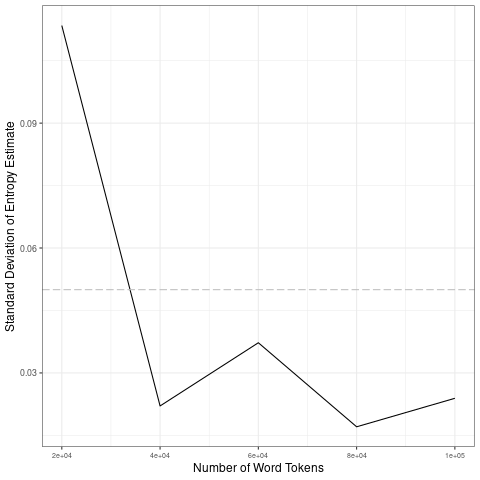 Standard Deviation of Entropy Estimate
0.09
0.06
0.03
2e+04 4e+04 6e+04 8e+04 1e+05
Number of Word Tokens